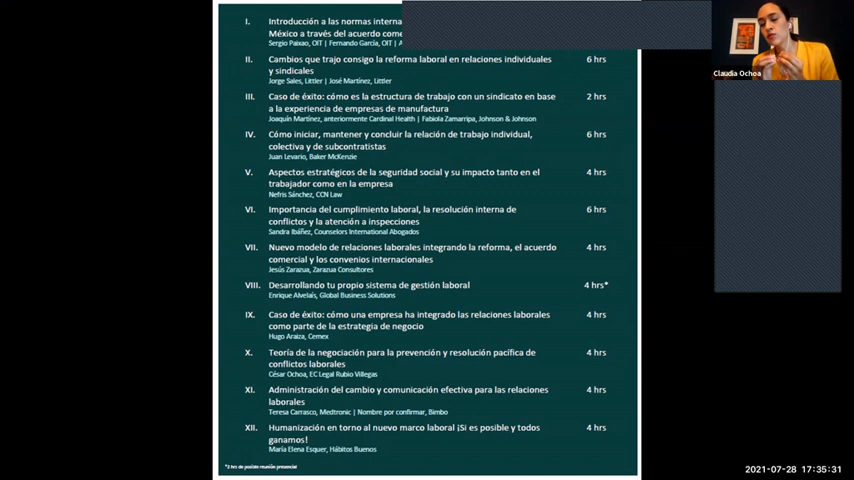 I. Introducción a las normas interna
México a través del acuerdo come
Sergio Paixao, OIT | Fernando García, OIT | A
II. Cambios que trajo consigo la reforma laboral en relaciones individuales 6 hrs
y sindicales
Jorge Sales, Littler | José Martínez, Littler
III. Caso de éxito: cómo es la estructura de trabajo con un sindicato en base 2 hrs
a la experiencia de empresas de manufactura
Joaquín Martínez, anteriormente Cardinal Health | Fabiola Zamarripa, Johnson & Johnson
IV. Cómo iniciar, mantener y concluir la relación de trabajo individual, 6 hrs
colectiva y de subcontratistas
Juan Levario, Baker McKenzie
V. Aspectos estratégicos de la seguridad social y su impacto tanto en el 4 hrs
trabajador como en la empresa
Nefris Sánchez, CCN Law
VI. Importancia del cumplimiento laboral, la resolución interna de 6 hrs
conflictos y la atención a inspecciones
Sandra Ibáñez, Counselors International Abogados
VII. Nuevo modelo de relaciones laborales integrando la reforma, el acuerdo 4 hrs
comercial y los convenios internacionales
Jesús Zarazua, Zarazua Consultores
VIII. Desarrollando tu propio sistema de gestión laboral 4 hrs*
Enrique Alvelais, Global Business Solutions
IX. Caso de éxito: cómo una empresa ha integrado las relaciones laborales 4 hrs
como parte de la estrategia de negocio
Hugo Araiza, Cemex
X. Teoría de la negociación para la prevención y resolución pacífica de 4 hrs
conflictos laborales
César Ochoa, EC Legal Rubio Villegas
XI. Administración del cambio y comunicación efectiva para las relaciones 4 hrs
laborales
Teresa Carrasco, Medtronic | Nombre por confirmar, Bimbo
XII. Humanización en torno al nuevo marco laboral ¡Si es posible y todos 4 hrs
ganamos!
María Elena Esquer, Hábitos Buenos
*2 hrs de posible reunión presencial
Claudia Ochoa
2021-07-28 17:35:31